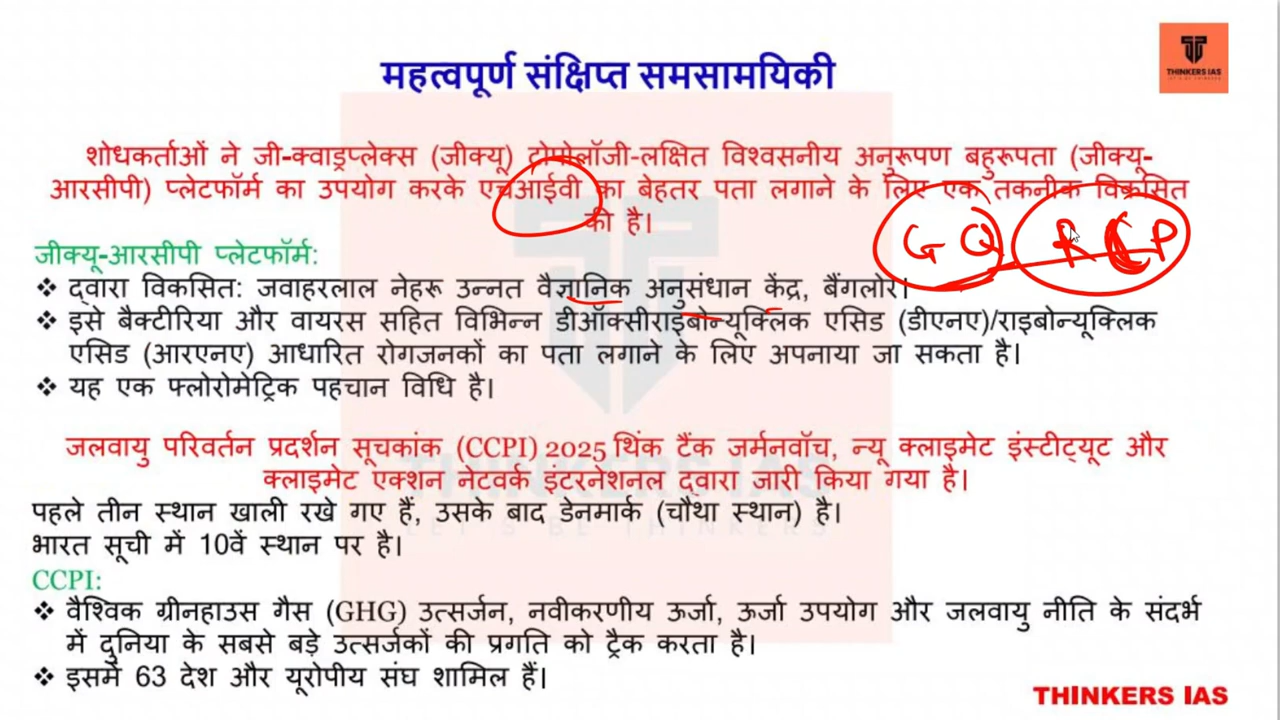 महत्वपूर्ण संक्षिप्त समसामयिकी
THINKERS IAS
शोधकर्ताओं ने जी-क्वाड्रप्लेक्स (जीक्यू) टोपोलॉजी-लक्षित विश्वसनीय अनुरूपण बहुरूपता (जीक्यू-
आरसीपी) प्लेटफॉर्म का उपयोग करके एचआईवी का बेहतर पता लगाने के लिए एक तकनीक विकसित
की है।
GQ RCP
जीक्यू-आरसीपी प्लेटफॉर्म:
❖ द्वारा विकसित: जवाहरलाल नेहरू उन्नत वैज्ञानिक अनुसंधान केंद्र, बैंगलोर।
❖ इसे बैक्टीरिया और वायरस सहित विभिन्न डीऑक्सीराइबोन्यूक्लिक एसिड (डीएनए)/राइबोन्यूक्लिक
एसिड (आरएनए) आधारित रोगजनकों का पता लगाने के लिए अपनाया जा सकता है।
❖ यह एक फ्लोरोमेट्रिक पहचान विधि है।
जलवायु परिवर्तन प्रदर्शन सूचकांक (CCPI) 2025 थिंक टैंक जर्मनवॉच, न्यू क्लाइमेट इंस्टीट्यूट और
क्लाइमेट एक्शन नेटवर्क इंटरनेशनल द्वारा जारी किया गया है।
पहले तीन स्थान खाली रखे गए हैं, उसके बाद डेनमार्क (चौथा स्थान) है।
भारत सूची में 10वें स्थान पर है।
CCPI:
❖ वैश्विक ग्रीनहाउस गैस (GHG) उत्सर्जन, नवीकरणीय ऊर्जा, ऊर्जा उपयोग और जलवायु नीति के संदर्भ
में दुनिया के सबसे बड़े उत्सर्जकों की प्रगति को ट्रैक करता है।
❖ इसमें 63 देश और यूरोपीय संघ शामिल हैं।
THINKERS IAS